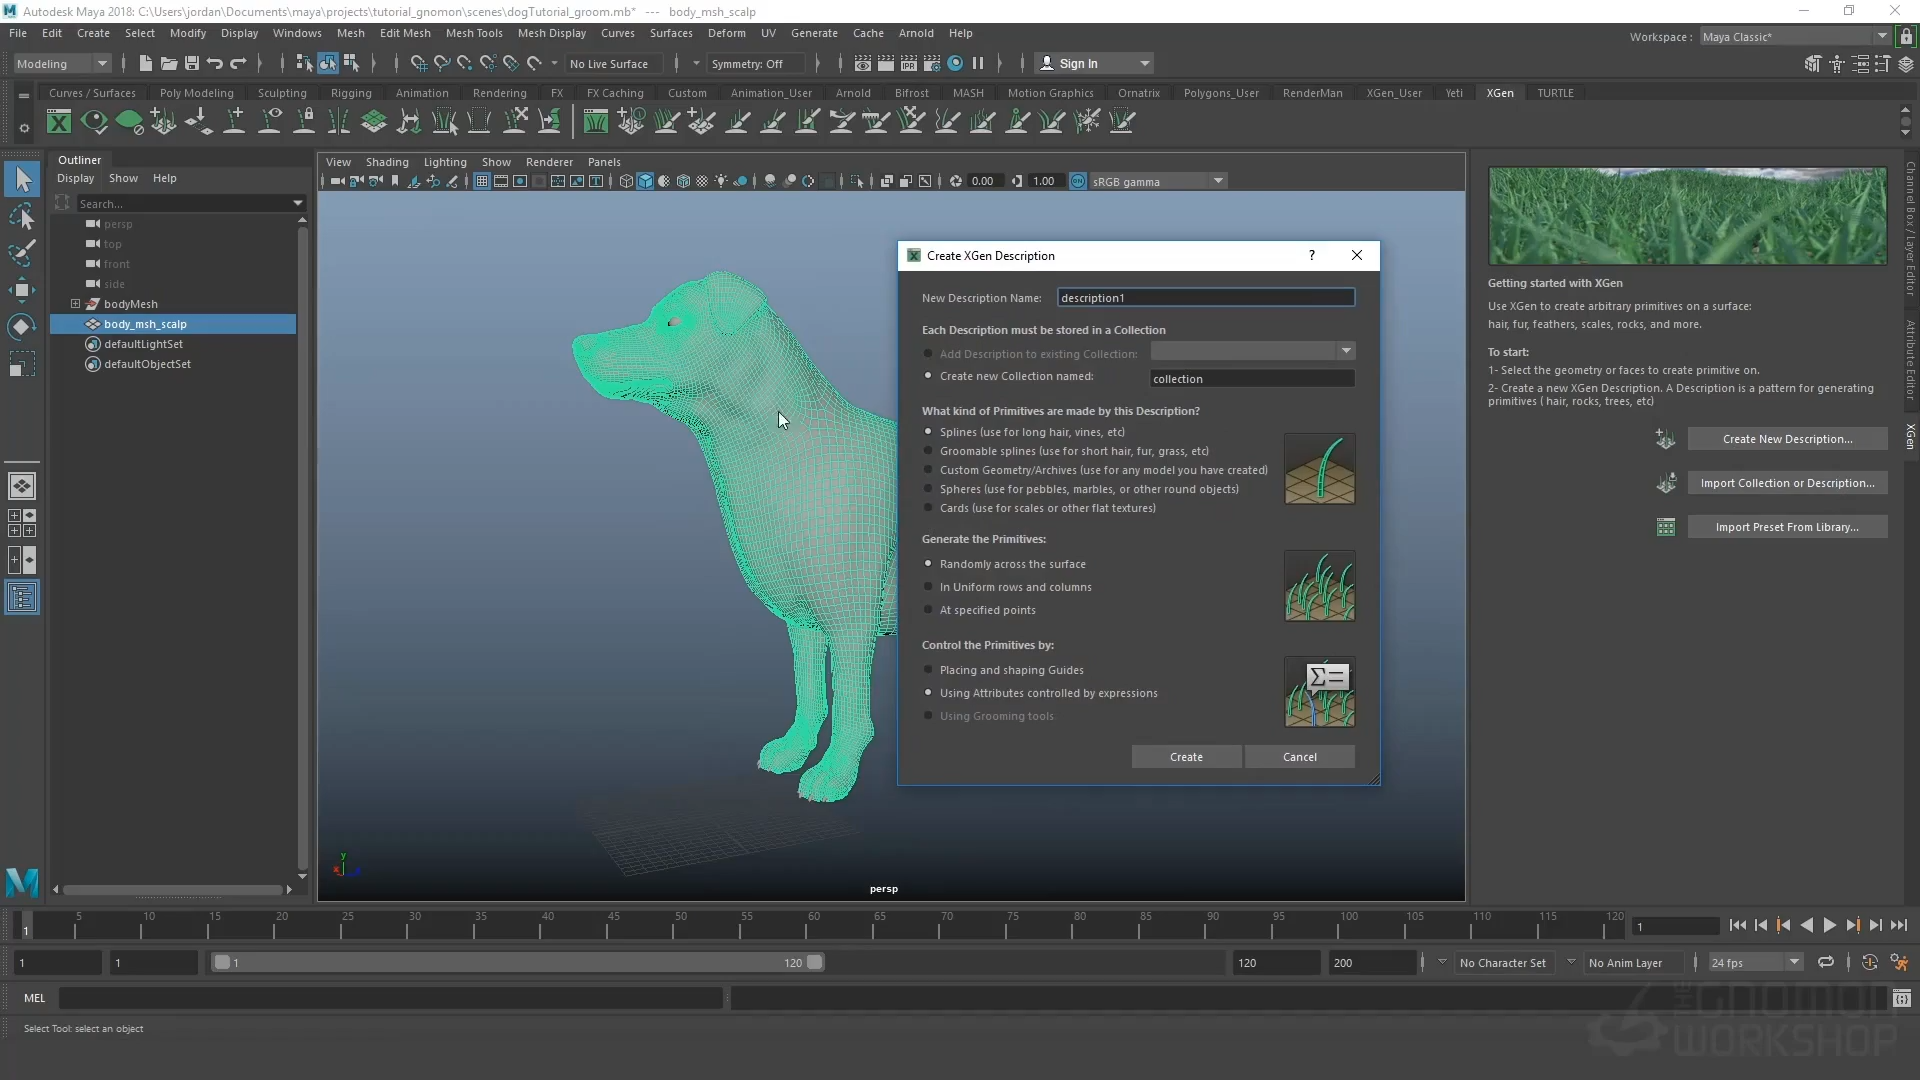 Autodesk Maya 2018: C:\Users\jordan\Documents\maya\projects\tutorial_gnomon\scenes\dogTutorial_groom.mb* --- body_msh_scalp
File Edit Create Select Modify Display Windows Mesh Edit Mesh Mesh Tools Mesh Display Curves Surfaces Deform UV Generate Cache Arnold Help
Workspace : Maya Classic*
Modeling No Live Surface Symmetry: Off Sign In
Curves / Surfaces Poly Modeling Sculpting Rigging Animation Rendering FX FX Caching Custom Animation_User Arnold Bifrost MASH Motion Graphics Ornatrix Polygons_User RenderMan XGen_User Yeti XGen TURTLE
Outliner
Display Show Help
Search...
persp
top
front
side
bodyMesh
body_msh_scalp
defaultLightSet
defaultObjectSet
View Shading Lighting Show Renderer Panels
0.00 1.00 ON sRGB gamma
Create XGen Description ?
New Description Name: description1
Each Description must be stored in a Collection
Add Description to existing Collection:
Create new Collection named: collection
What kind of Primitives are made by this Description?
Splines (use for long hair, vines, etc)
Groomable splines (use for short hair, fur, grass, etc)
Custom Geometry/Archives (use for any model you have created)
Spheres (use for pebbles, marbles, or other round objects)
Cards (use for scales or other flat textures)
Generate the Primitives:
Randomly across the surface
In Uniform rows and columns
At specified points
Control the Primitives by:
Placing and shaping Guides
Using Attributes controlled by expressions
Using Grooming tools
Σ=
Create Cancel
y
persp
Getting started with XGen
Use XGen to create arbitrary primitives on a surface:
hair, fur, feathers, scales, rocks, and more.
To start:
1- Select the geometry or faces to create primitive on.
2- Create a new XGen Description. A Description is a pattern for generating
primitives ( hair, rocks, trees, etc)
Create New Description...
Import Collection or Description...
Import Preset From Library...
Channel Box / Layer Editor
Attribute Editor
XGen
5 10 15 20 25 30 35 40 45 50 55 60 65 70 75 80 85 90 95 100 105 110 115 120
1
1
1 1 1 120 120 200 No Character Set No Anim Layer 24 fps
MEL
Select Tool: select an object
THE
GNOMON
WORKSHOP